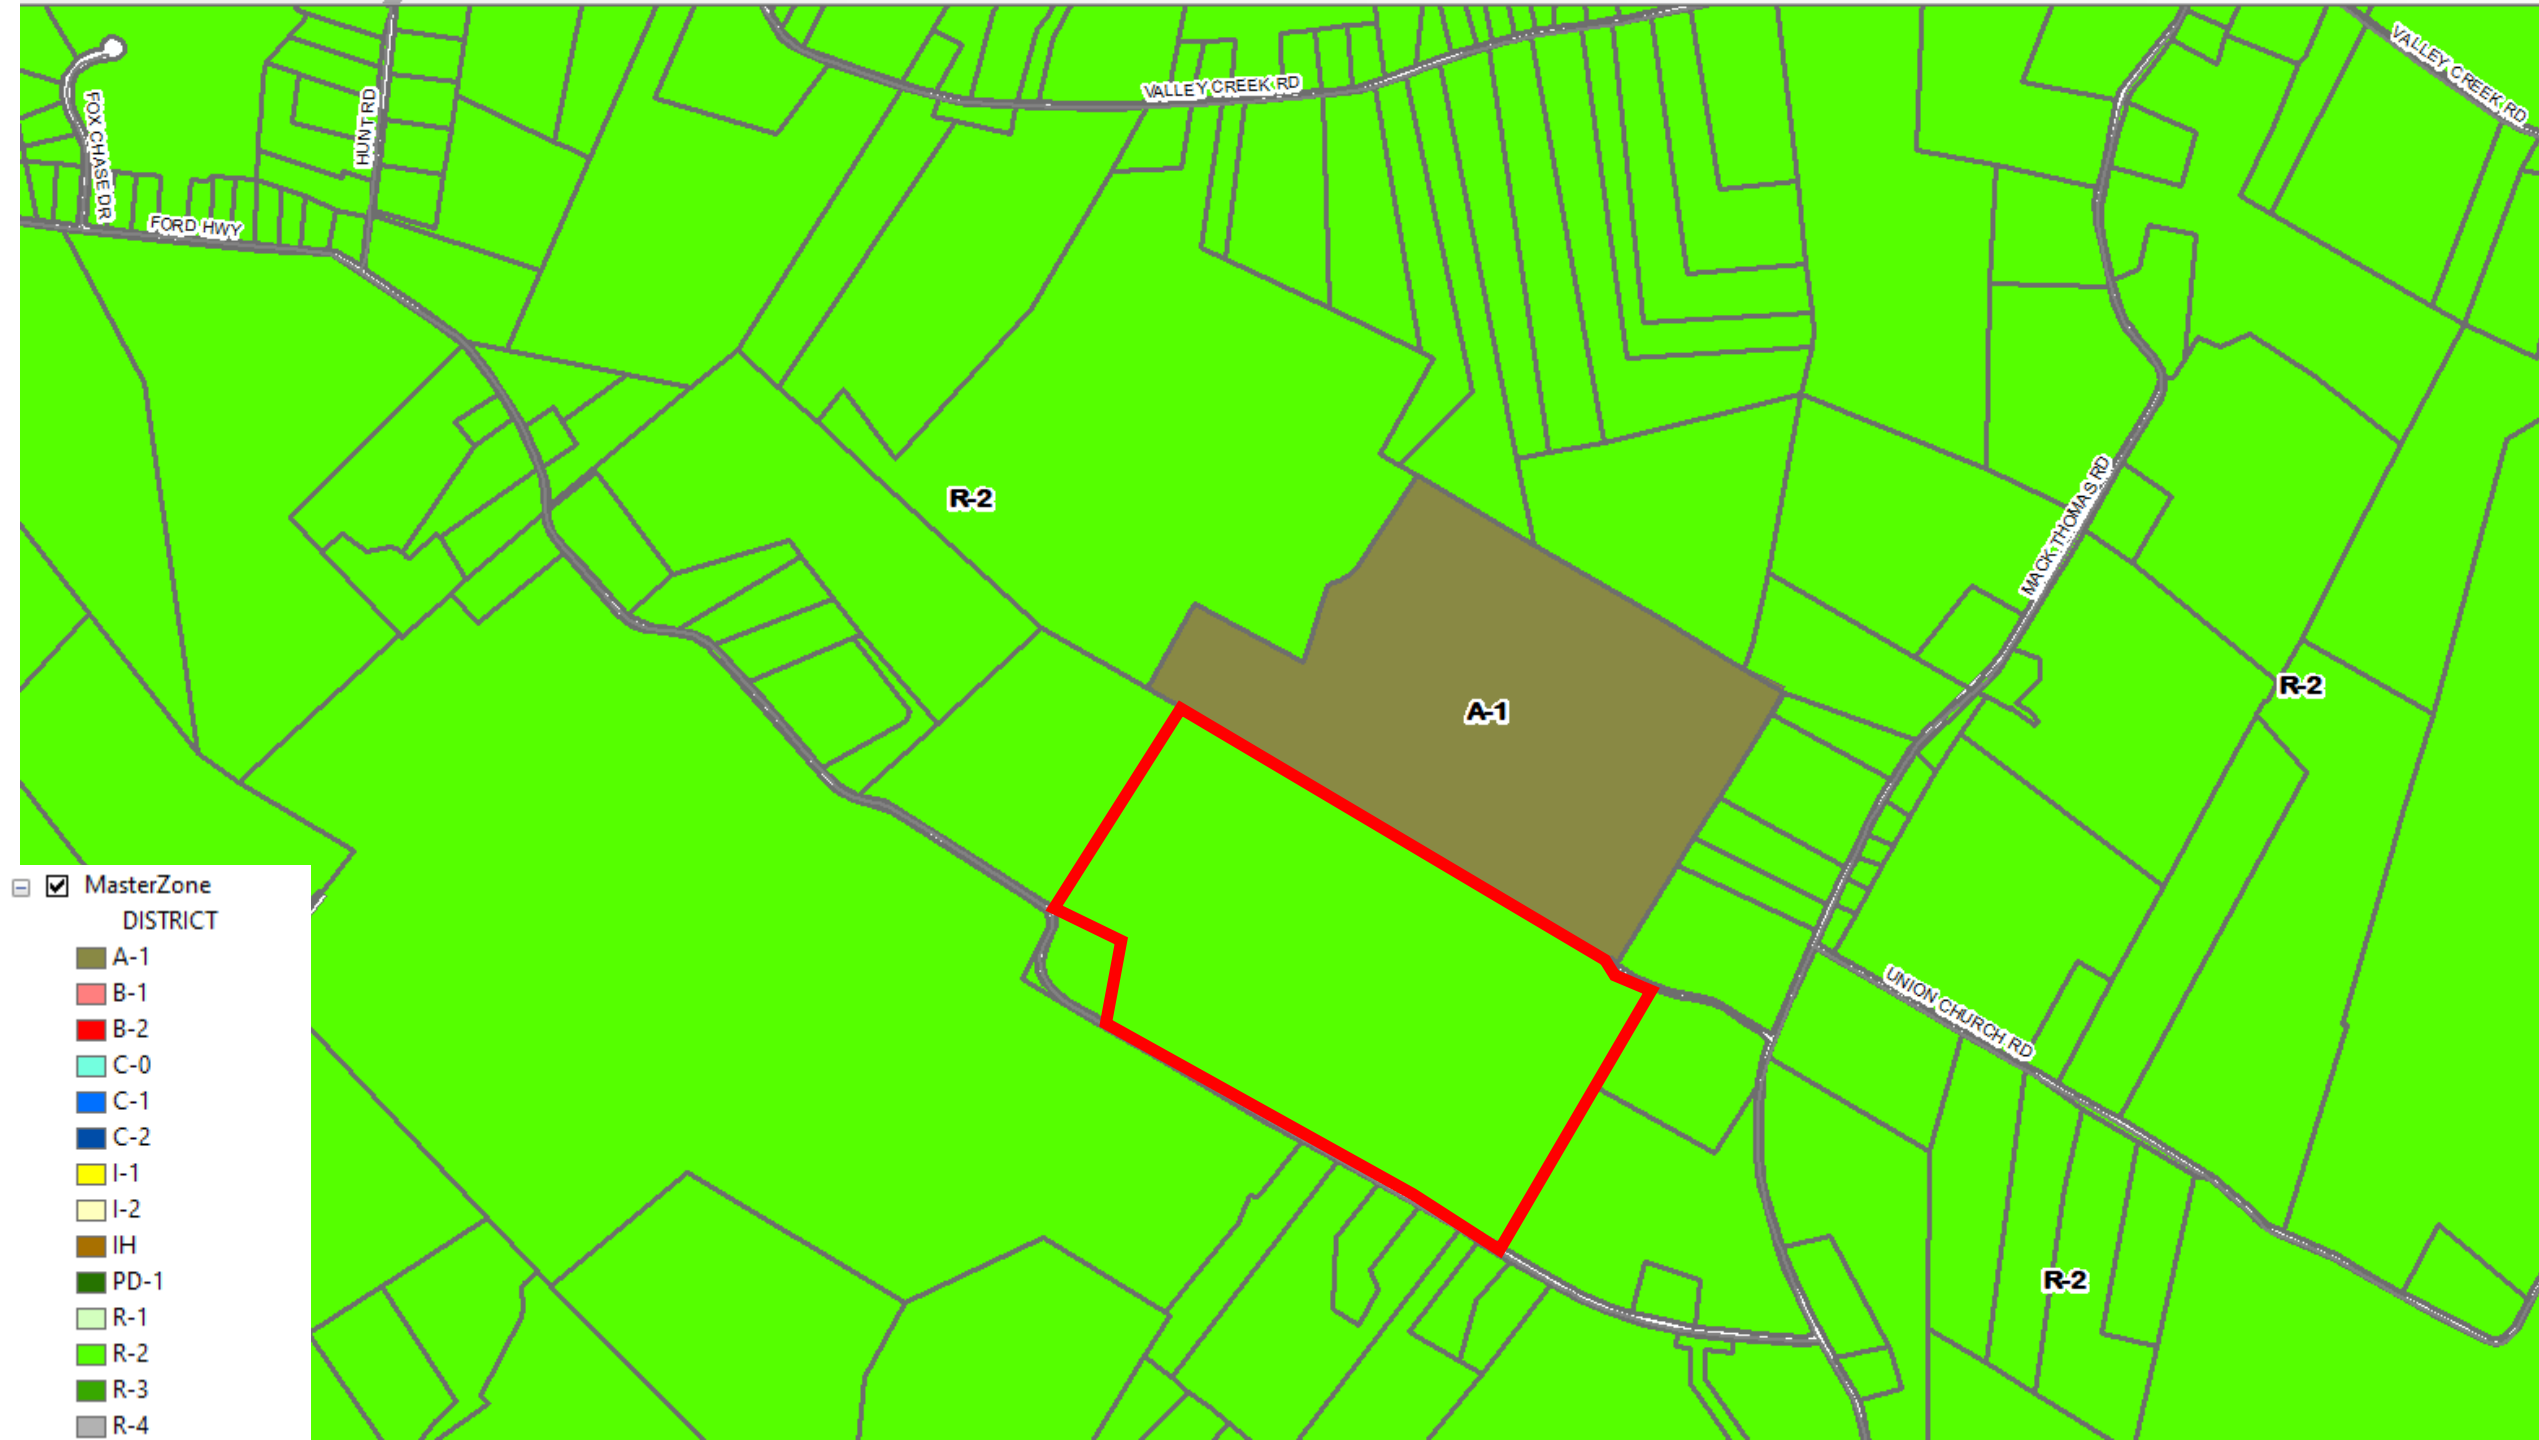 VALLEY CREEK RD
VALLEY CREEK RD
FOX CHASE DR
HUNT RD
FORD HWY
R-2
MACK THOMAS RD
R-2
A-1
UNION CHURCH RD
R-2
MasterZone
DISTRICT
A-1
B-1
B-2
C-0
C-1
C-2
I-1
I-2
IH
PD-1
R-1
R-2
R-3
R-4